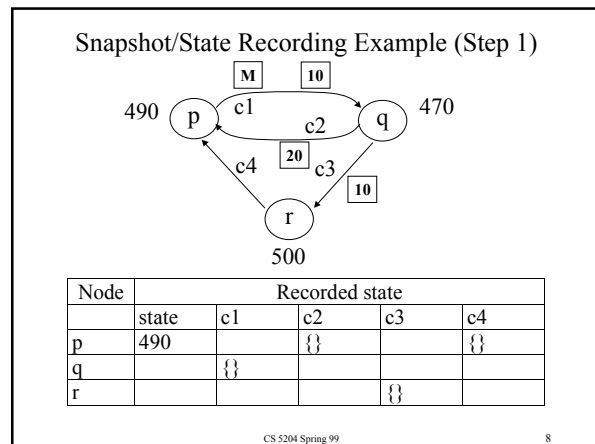 Snapshot/State Recording Example (Step 1)
M 10
490 p c1 c2 q 470
c4 20 c3
10
r
500
Node Recorded state
state c1 c2 c3 c4
p 490 {} {}
q {}
r {}
CS 5204 Spring 99 8